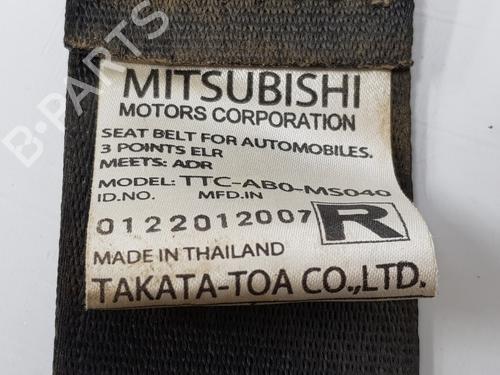 MITSUBISHI
MOTORS CORPORATION
SEAT BELT FOR AUTOMOBILES.
3 POINTS ELR
MEETS: ADR
MODEL: TTC-AB0-MS040
ID.NO. MFD.IN
0122012007 R
MADE IN THAILAND
TAKATA-TOA CO.,LTD.
B-PARTS